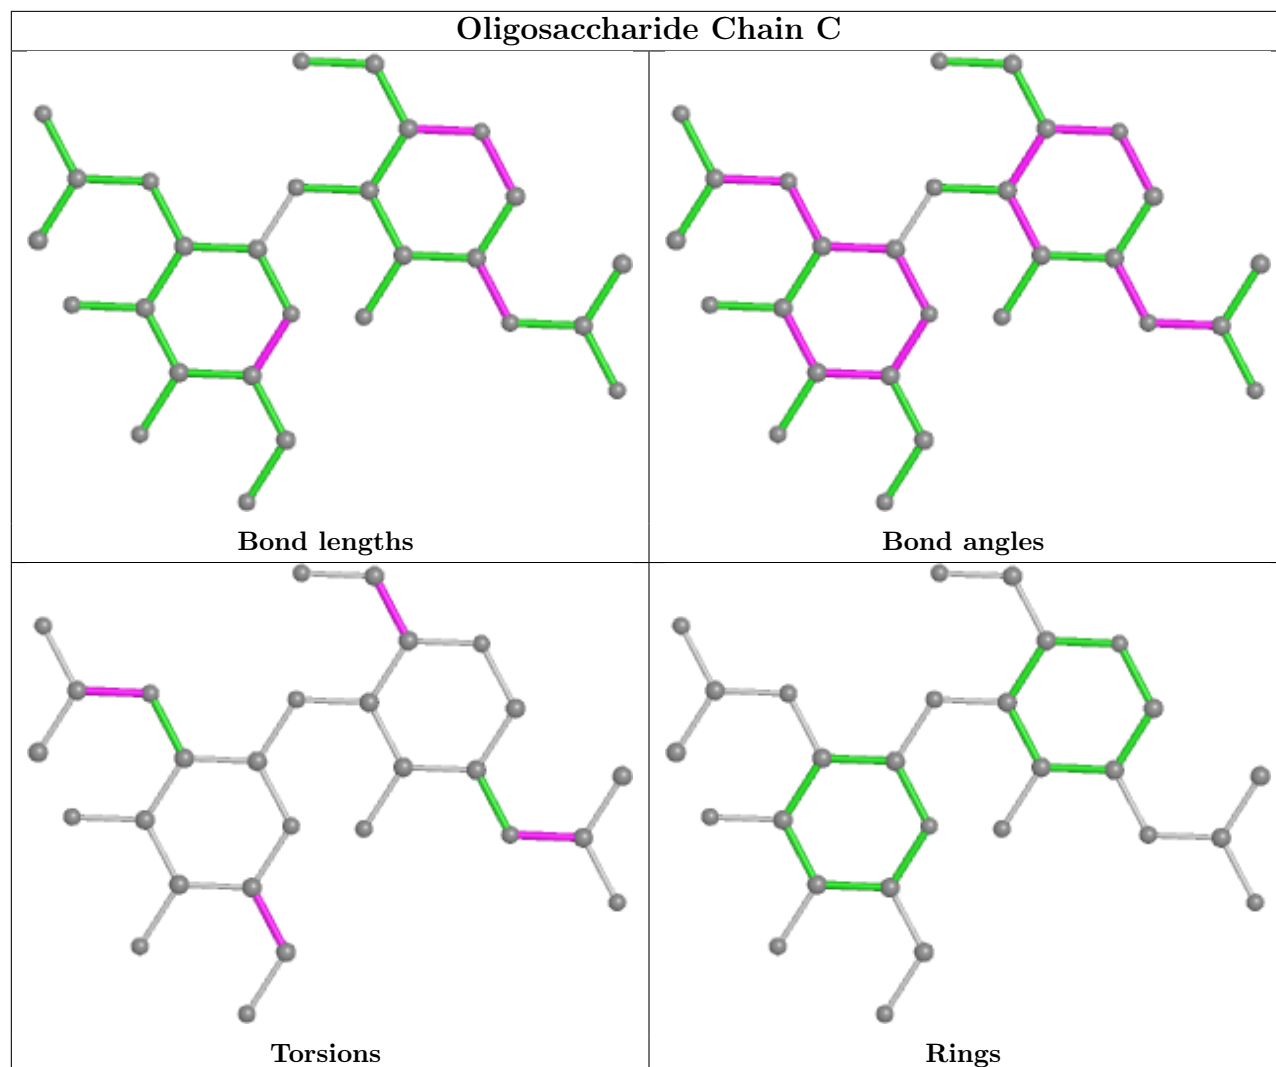 Oligosaccharide Chain C
Bond lengths
Bond angles
Torsions
Rings